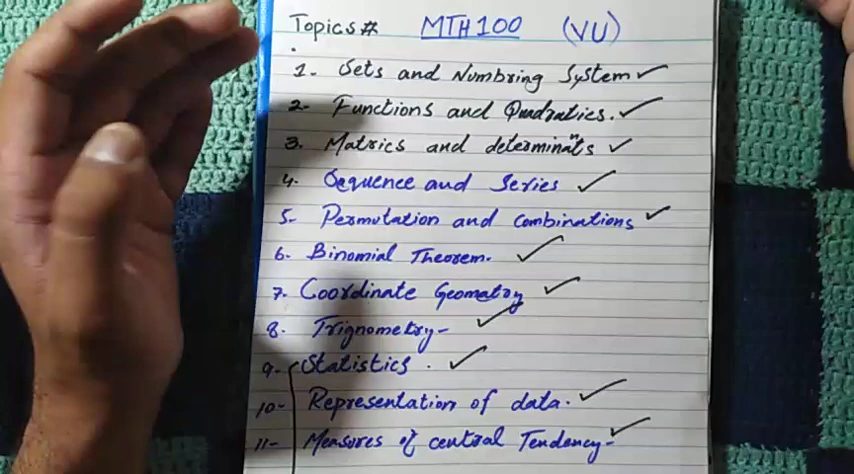 Topics# MTH100 (VU)
1- Sets and Numbring System
2- Functions and Quadratics.
3. Matrics and determinants
4. Sequence and Series
5- Permutation and combinations
6. Binomial Theorem.
7. Coordinate Geomatry
8. Trignometry-
9- Statistics.
10- Representation of data.
11- Measures of central Tendency-